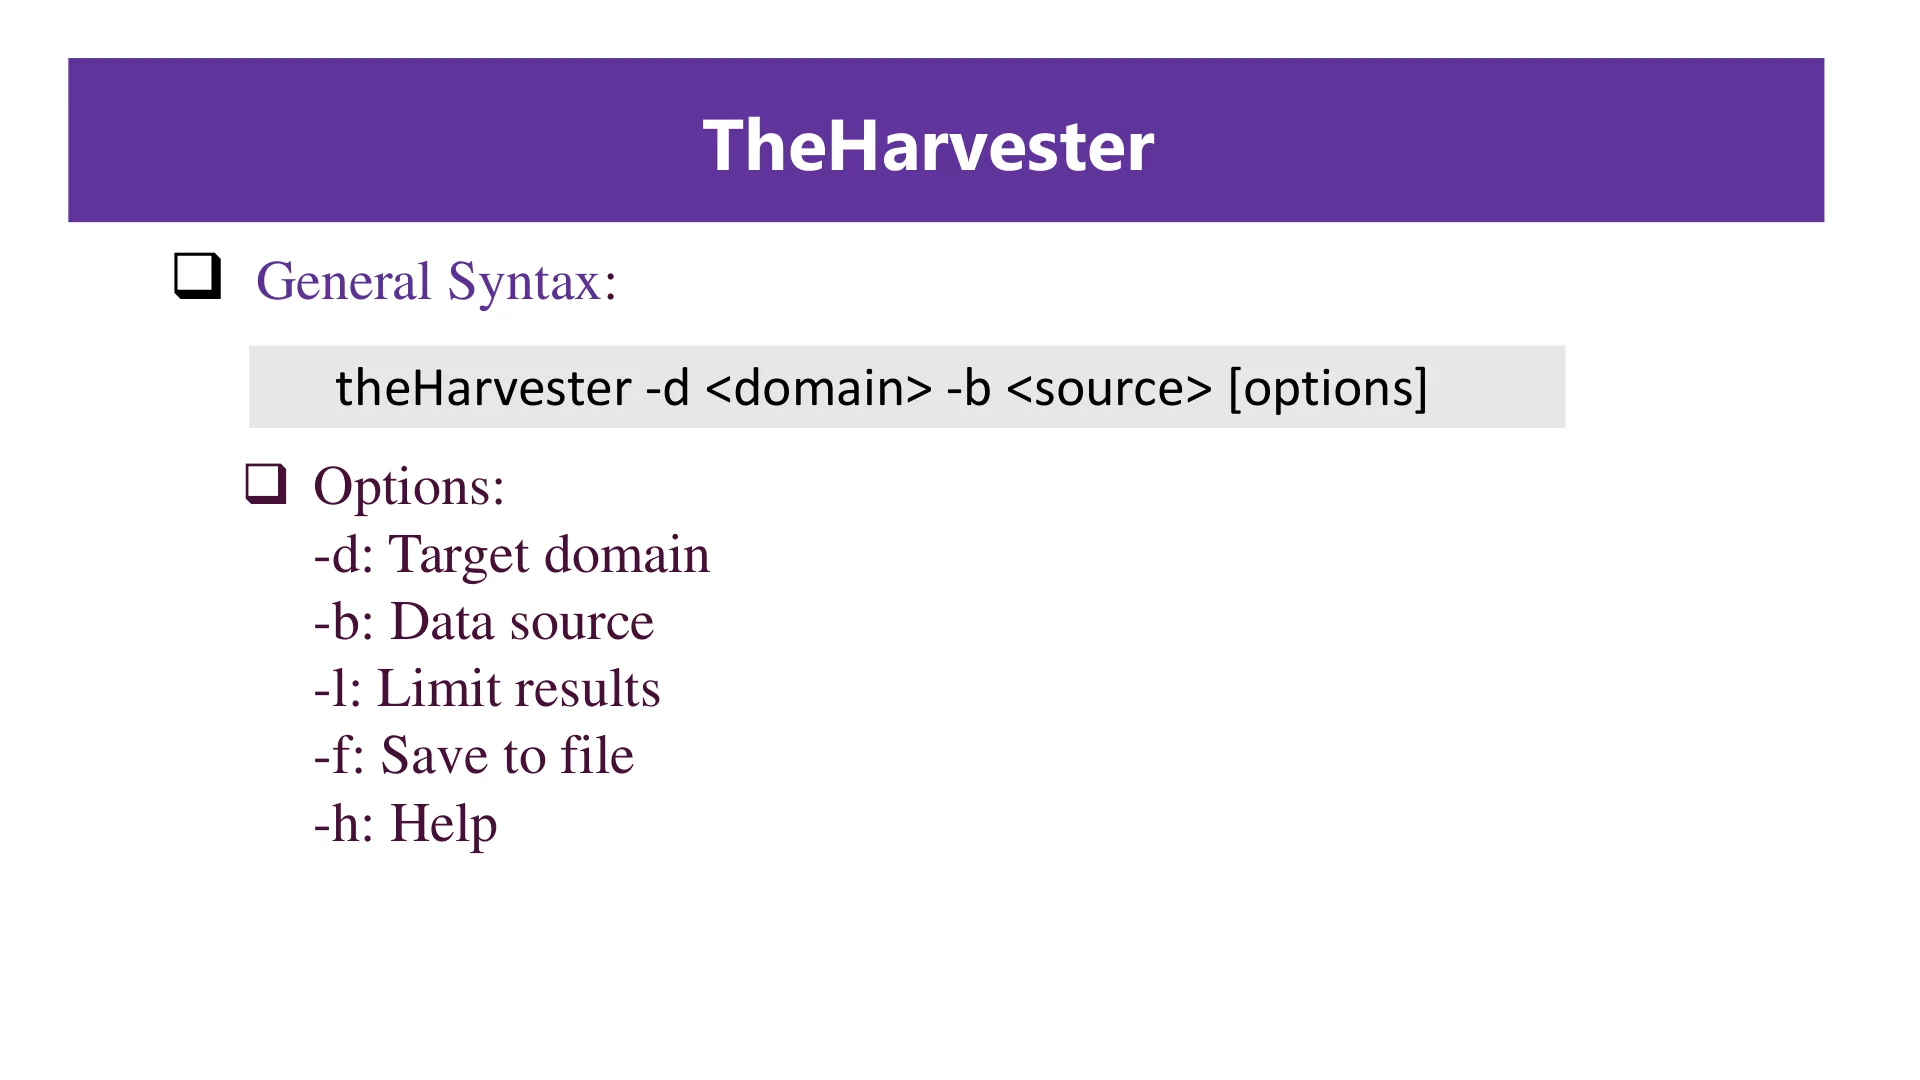 TheHarvester
General Syntax:
theHarvester -d <domain> -b <source> [options]
Options:
-d: Target domain
-b: Data source
-l: Limit results
-f: Save to file
-h: Help